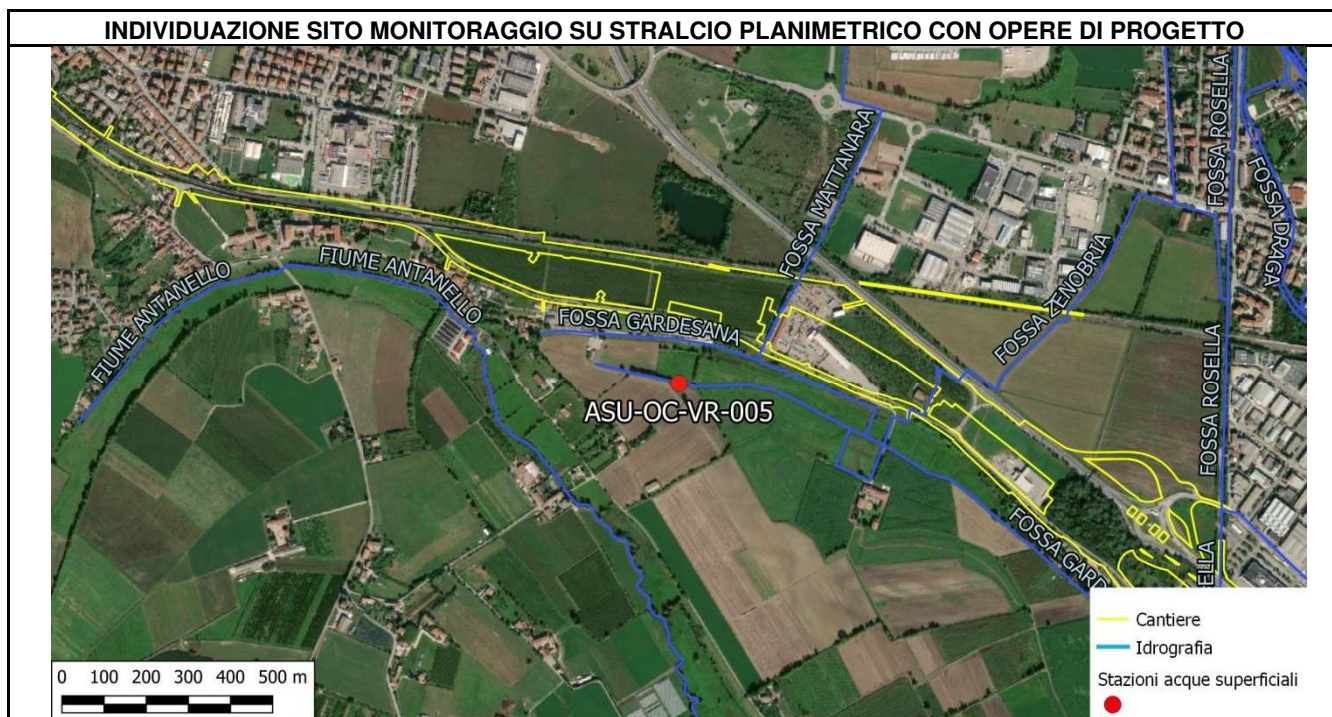 INDIVIDUAZIONE SITO MONITORAGGIO SU STRALCIO PLANIMETRICO CON OPERE DI PROGETTO
FOSSA MATTANARA
FOSSA ROSELLA
FOSSA DRAGA
FIUME ANTANELLO
FIUME ANTANELLO
FOSSA GARDESANA
FOSSA ZENOBRIA
ASU-OC-VR-005
FOSSA ROSELLA
FOSSA GARD
ELLA
Cantiere
Idrografia
Stazioni acque superficiali
0 100 200 300 400 500 m